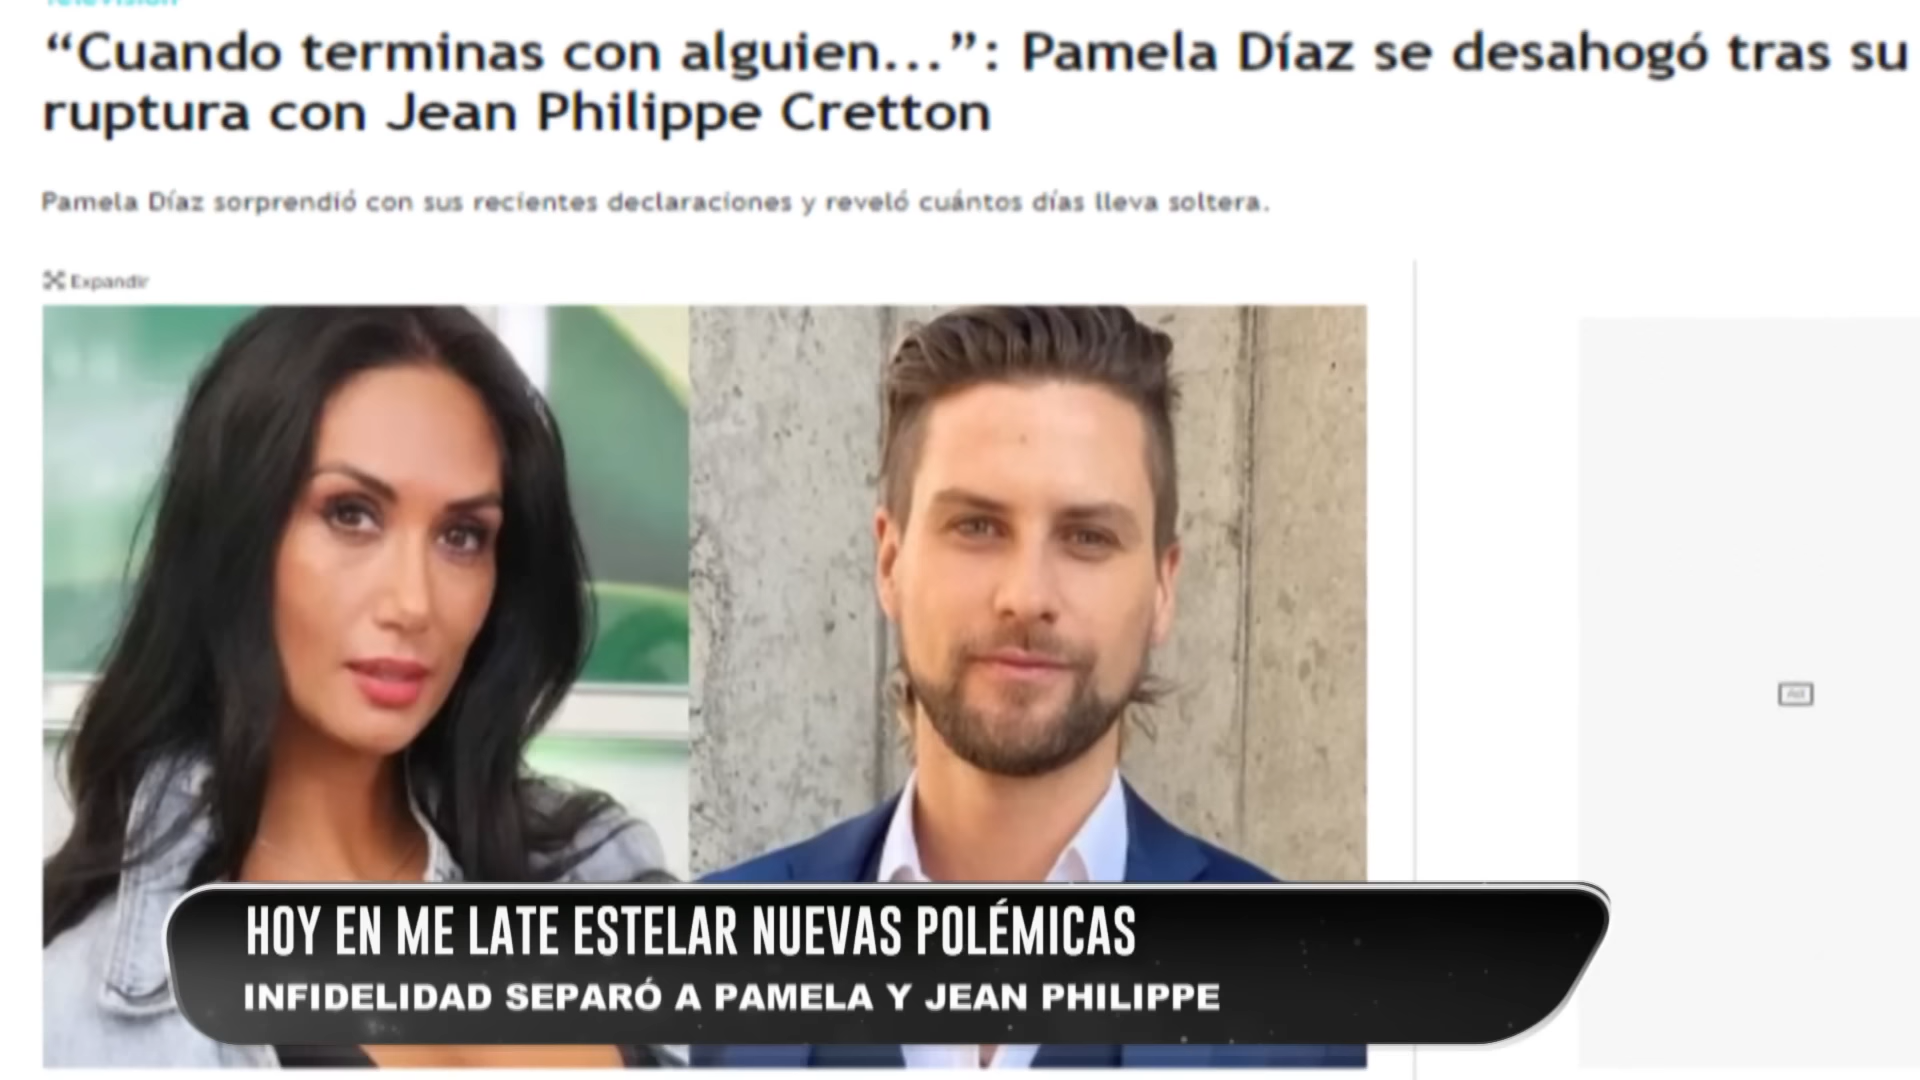 Televisión
“Cuando terminas con alguien...”: Pamela Díaz se desahogó tras su
ruptura con Jean Philippe Cretton
Pamela Díaz sorprendió con sus recientes declaraciones y reveló cuántos días lleva soltera.
Expandir
Ad
HOY EN ME LATE ESTELAR NUEVAS POLÉMICAS
INFIDELIDAD SEPARÓ A PAMELA Y JEAN PHILIPPE